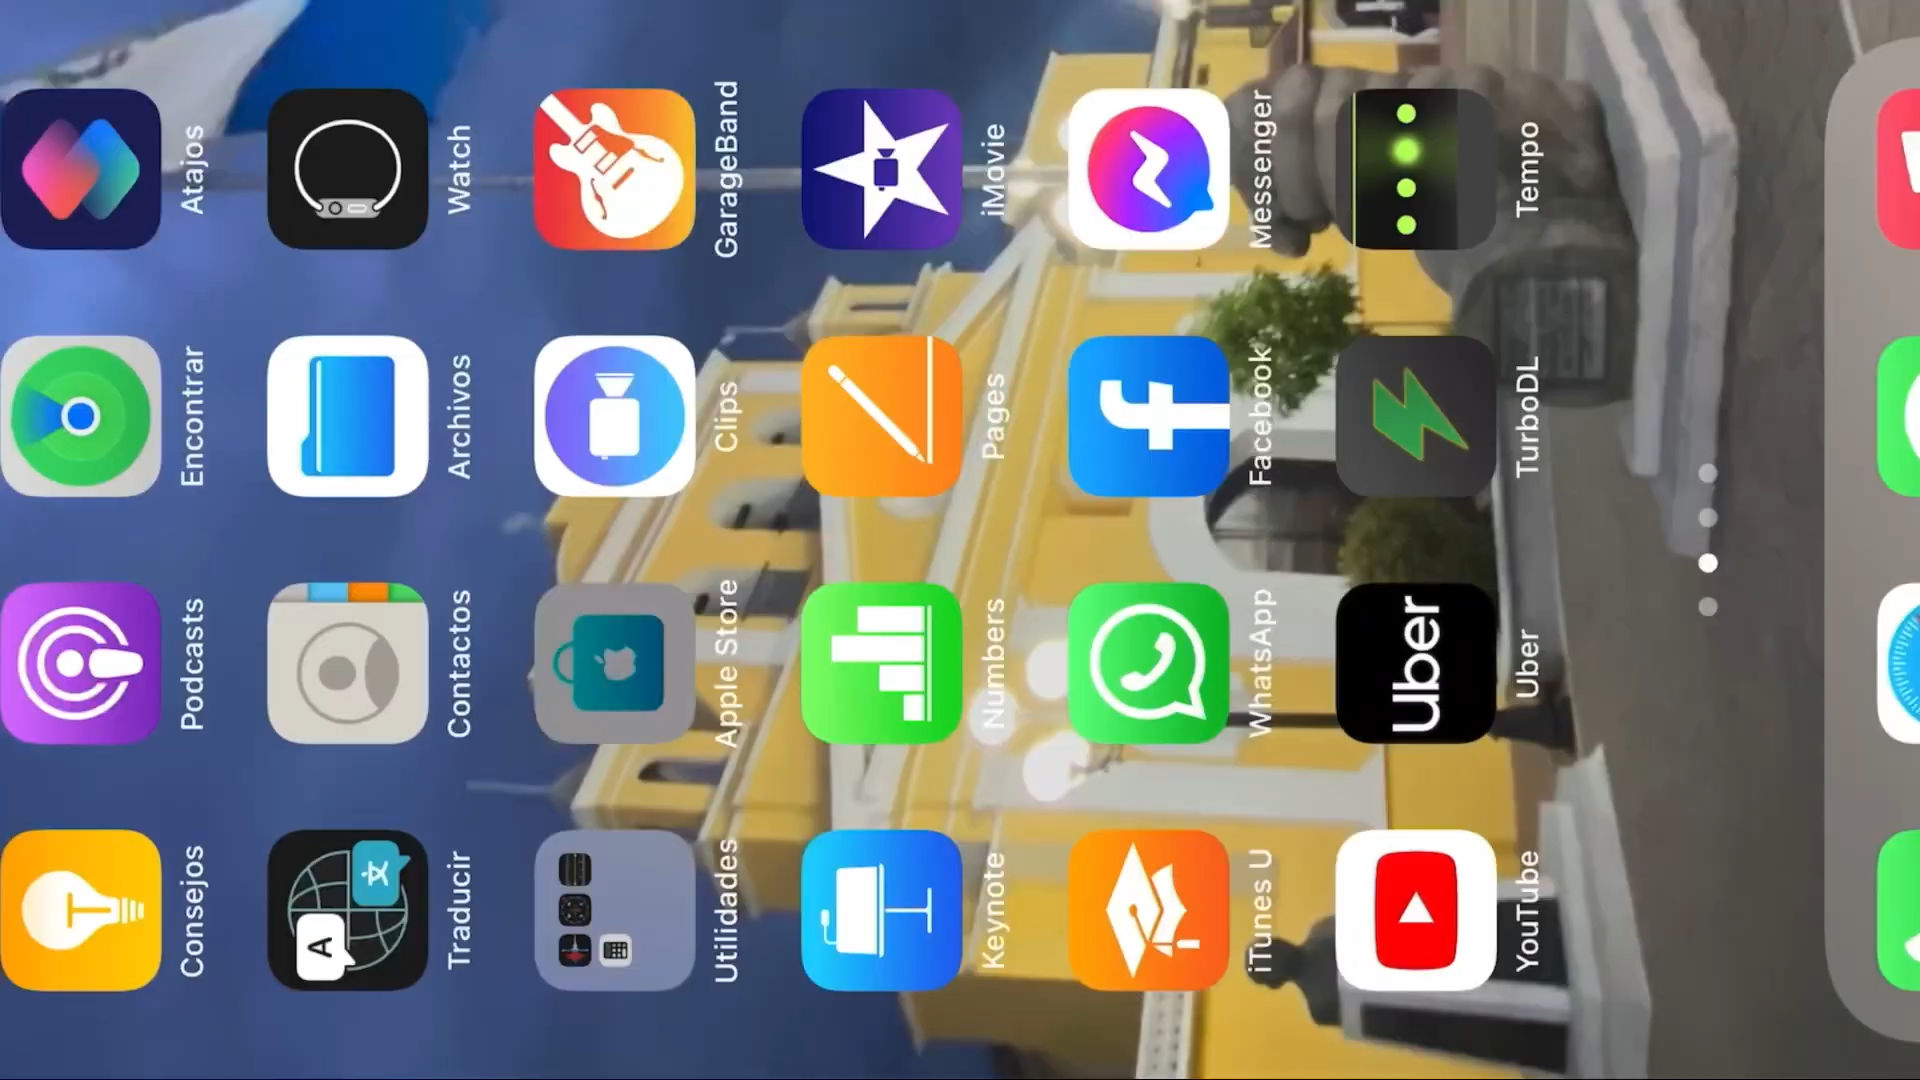 Consejos
Podcasts
Encontrar
Atajos
A
文
Traducir
Contactos
Archivos
Watch
Utilidades
Apple Store
Clips
GarageBand
Keynote
Numbers
Pages
iMovie
f
iTunes U
WhatsApp
Facebook
Messenger
Uber
YouTube
Uber
TurboDL
Tempo